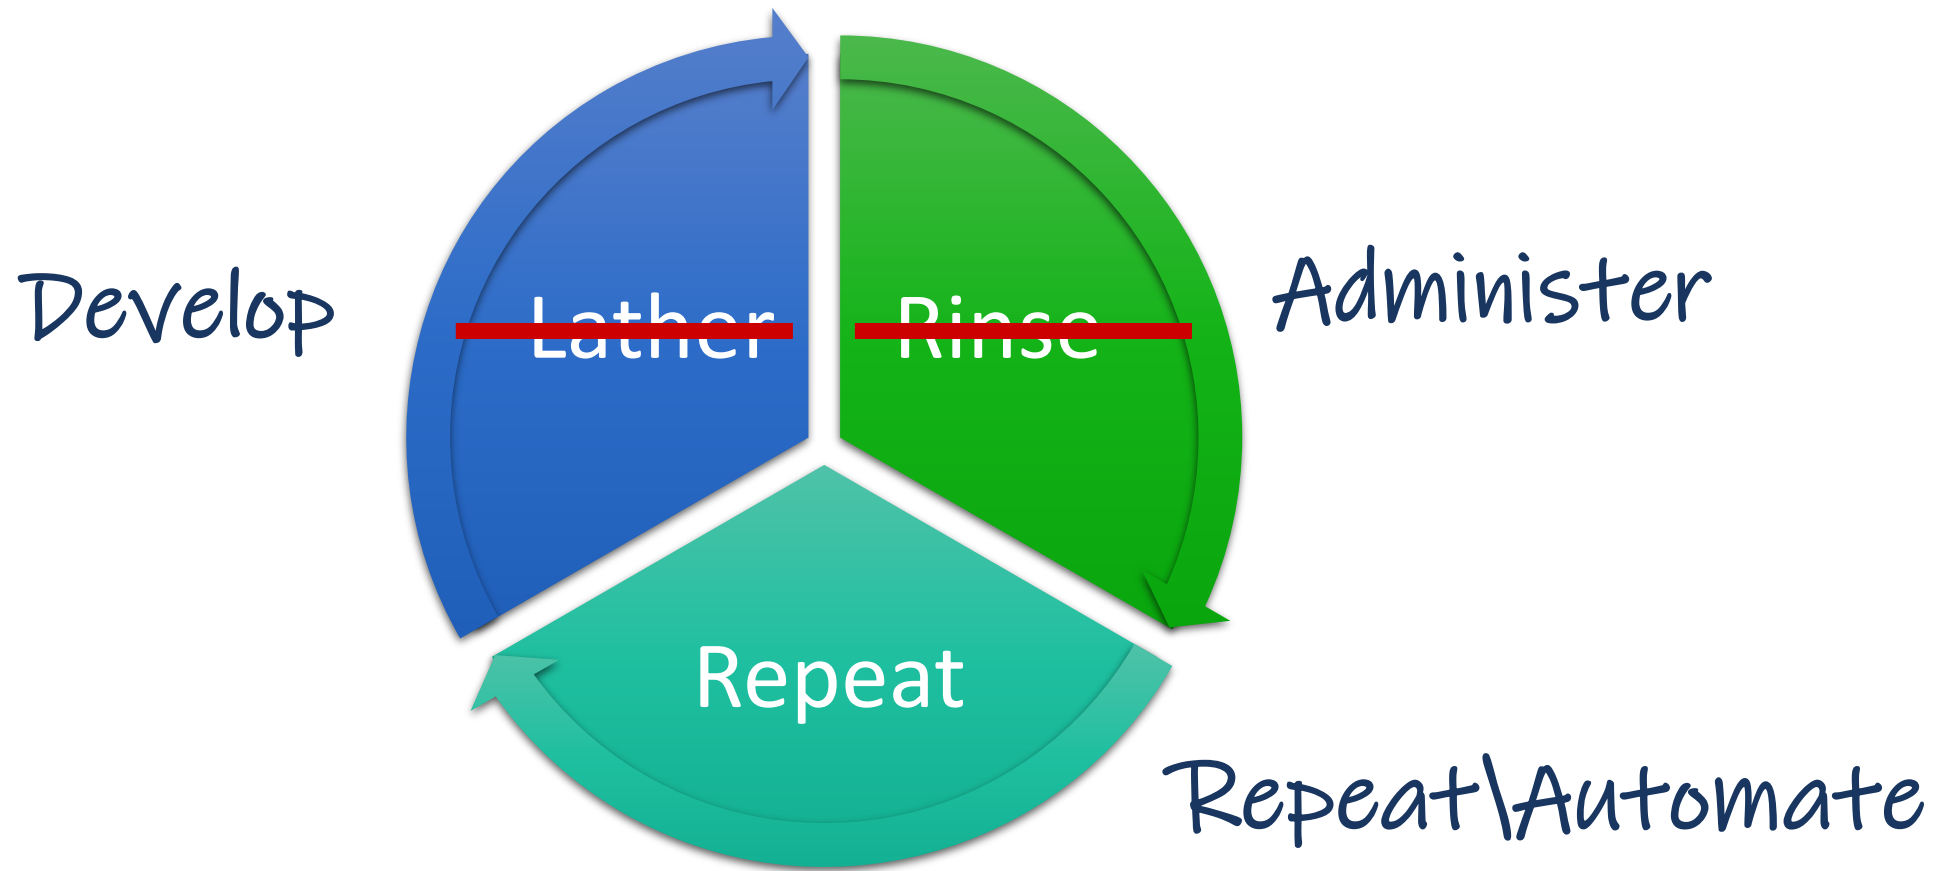 Develop
Lather
Rinse
Administer
Repeat
Repeat\Automate